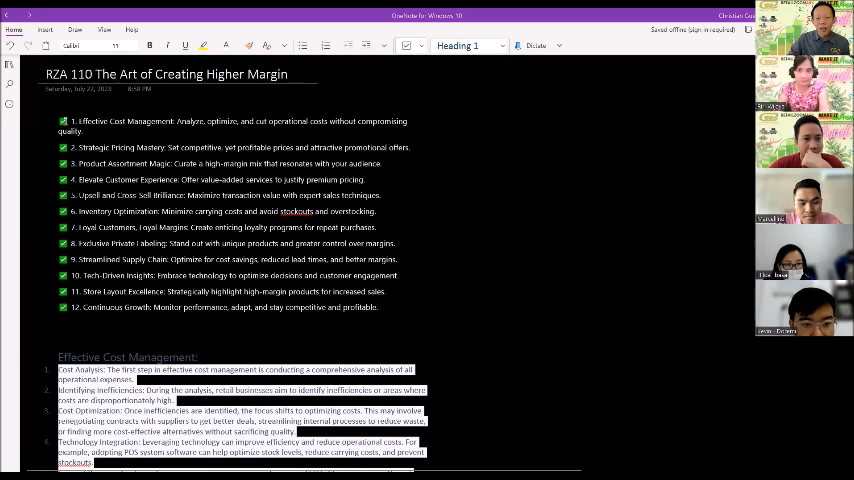 OneNote for Windows 10
Christian Gue
Home Insert Draw View Help
Saved offline (sign in required)
Calibri 11 B I U A Heading 1 Dictate
RZA 110 The Art of Creating Higher Margin
Saturday, July 22, 2023 8:58 PM
1. Effective Cost Management: Analyze, optimize, and cut operational costs without compromising
quality.
2. Strategic Pricing Mastery: Set competitive, yet profitable prices and attractive promotional offers.
3. Product Assortment Magic: Curate a high-margin mix that resonates with your audience.
4. Elevate Customer Experience: Offer value-added services to justify premium pricing.
5. Upsell and Cross-Sell Brilliance: Maximize transaction value with expert sales techniques.
6. Inventory Optimization: Minimize carrying costs and avoid stockouts and overstocking.
7. Loyal Customers, Loyal Margins: Create enticing loyalty programs for repeat purchases.
8. Exclusive Private Labeling: Stand out with unique products and greater control over margins.
9. Streamlined Supply Chain: Optimize for cost savings, reduced lead times, and better margins.
10. Tech-Driven Insights: Embrace technology to optimize decisions and customer engagement.
11. Store Layout Excellence: Strategically highlight high-margin products for increased sales.
12. Continuous Growth: Monitor performance, adapt, and stay competitive and profitable.
Effective Cost Management:
1. Cost Analysis: The first step in effective cost management is conducting a comprehensive analysis of all
operational expenses.
2. Identifying Inefficiencies: During the analysis, retail businesses aim to identify inefficiencies or areas where
costs are disproportionately high.
3. Cost Optimization: Once inefficiencies are identified, the focus shifts to optimizing costs. This may involve
renegotiating contracts with suppliers to get better deals, streamlining internal processes to reduce waste,
or finding more cost-effective alternatives without sacrificing quality.
4. Technology Integration: Leveraging technology can improve efficiency and reduce operational costs. For
example, adopting POS system software can help optimize stock levels, reduce carrying costs, and prevent
stockouts.
MAKE IT
MAKE IT
Marcellino